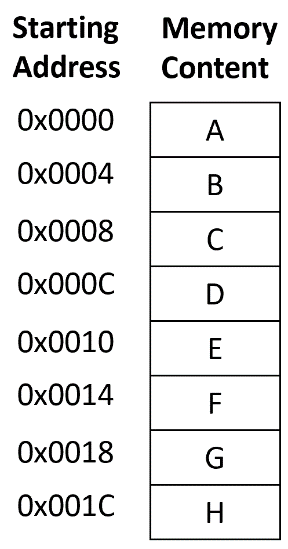 Starting Memory
Address Content
0x0000 A
0x0004 B
0x0008 C
0x000C D
0x0010 E
0x0014 F
0x0018 G
0x001C H